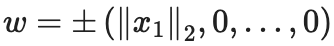 w = ± (‖x₁‖₂, 0, . . . , 0)